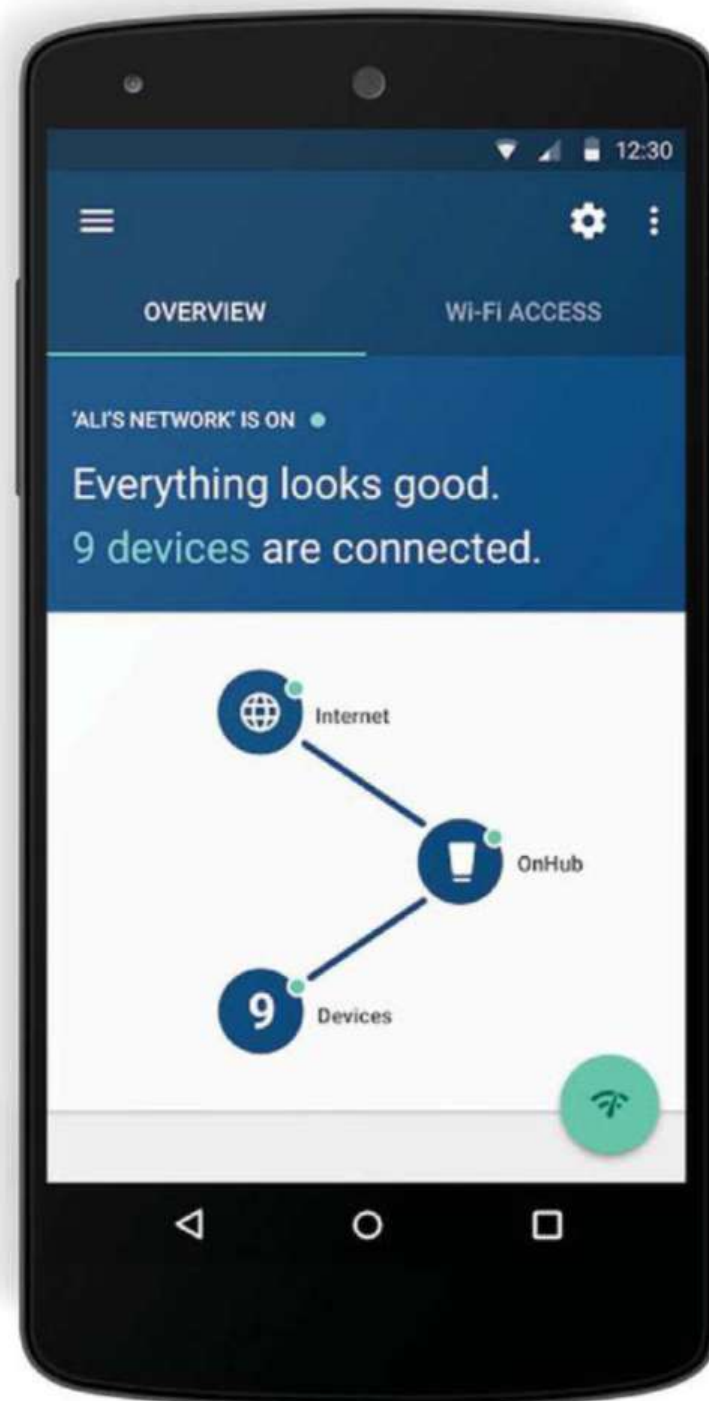 12:30
OVERVIEW
Wi-Fi ACCESS
'ALI'S NETWORK' IS ON
Everything looks good.
9 devices are connected.
Internet
OnHub
9
Devices